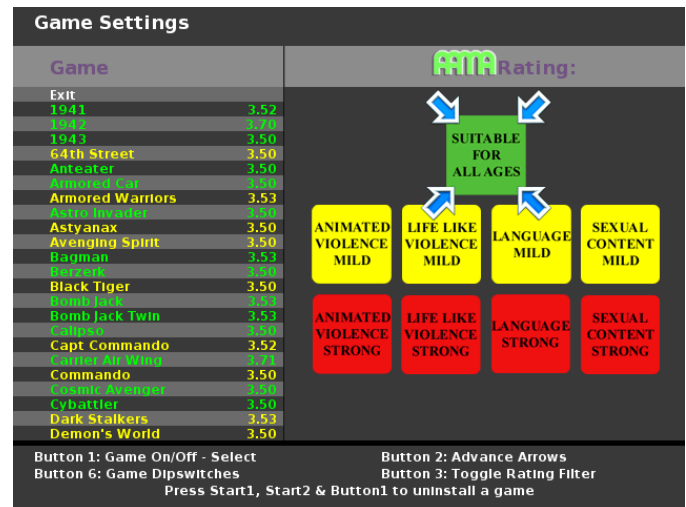 Game Settings
Game
AAMA Rating:
Exit
1941 3.52
1942 3.70
1943 3.50
64th Street 3.50
Anteater 3.50
Armored Car 3.50
Armored Warriors 3.53
Astro Invader 3.50
Astyanax 3.50
Avenging Spirit 3.50
Bagman 3.53
Berzerk 3.50
Black Tiger 3.50
Bomb Jack 3.53
Bomb Jack Twin 3.53
Calipso 3.50
Capt Commando 3.52
Carrier Air Wing 3.71
Commando 3.50
Cosmic Avenger 3.50
Cybattler 3.50
Dark Stalkers 3.53
Demon's World 3.50
SUITABLE
FOR
ALL AGES
ANIMATED
VIOLENCE
MILD
LIFE LIKE
VIOLENCE
MILD
LANGUAGE
MILD
SEXUAL
CONTENT
MILD
ANIMATED
VIOLENCE
STRONG
LIFE LIKE
VIOLENCE
STRONG
LANGUAGE
STRONG
SEXUAL
CONTENT
STRONG
Button 1: Game On/Off - Select
Button 2: Advance Arrows
Button 6: Game Dipswitches
Button 3: Toggle Rating Filter
Press Start1, Start2 & Button1 to uninstall a game